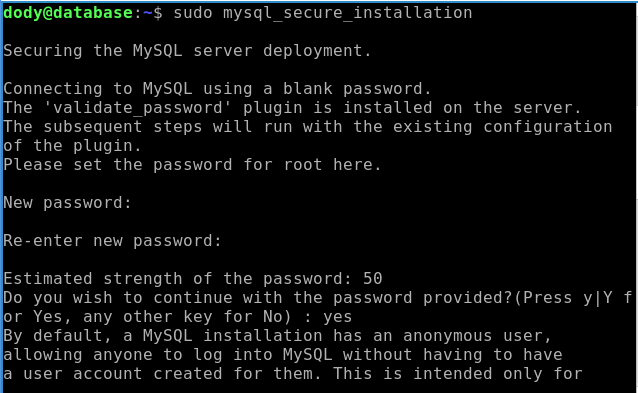 dody@database:~$ sudo mysql_secure_installation
Securing the MySQL server deployment.
Connecting to MySQL using a blank password.
The 'validate_password' plugin is installed on the server.
The subsequent steps will run with the existing configuration
of the plugin.
Please set the password for root here.
New password:
Re-enter new password:
Estimated strength of the password: 50
Do you wish to continue with the password provided?(Press y|Y f
or Yes, any other key for No) : yes
By default, a MySQL installation has an anonymous user,
allowing anyone to log into MySQL without having to have
a user account created for them. This is intended only for